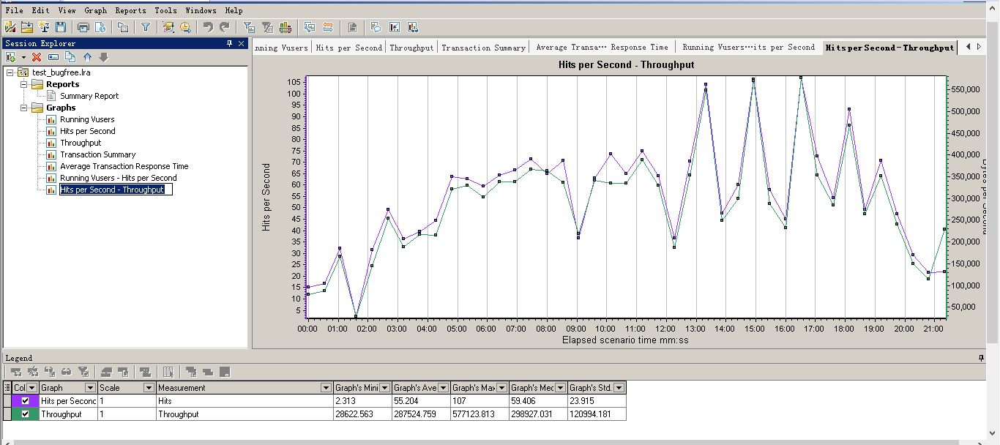 File Edit View Graph Reports Tools Windows Help
Session Explorer
nning Vusers Hits per Second Throughput Transaction Summary Average Transa··· Response Time Running Vusers···its per Second Hits per Second-Throughput
test_bugfree.lra
Reports
Summary Report
Graphs
Running Vusers
Hits per Second
Throughput
Transaction Summary
Average Transaction Response Time
Running Vusers - Hits per Second
Hits per Second - Throughput
Hits per Second - Throughput
Hits per Second
105
100
95
90
85
80
75
70
65
60
55
50
45
40
35
30
25
20
15
10
5
550,000
500,000
450,000
400,000
350,000
300,000
250,000
200,000
150,000
100,000
50,000
Bytes per Second
00:00 01:00 02:00 03:00 04:00 05:00 06:00 07:00 08:00 09:00 10:00 11:00 12:00 13:00 14:00 15:00 16:00 17:00 18:00 19:00 20:00 21:00
Elapsed scenario time mm:ss
Legend
Col Graph Scale Measurement Graph's Mini Graph's Ave Graph's Max Graph's Mec Graph's Std.
Hits per Second 1 Hits 2.313 55.204 107 59.406 23.915
Throughput 1 Throughput 28622.563 287524.759 577123.813 298927.031 120994.181